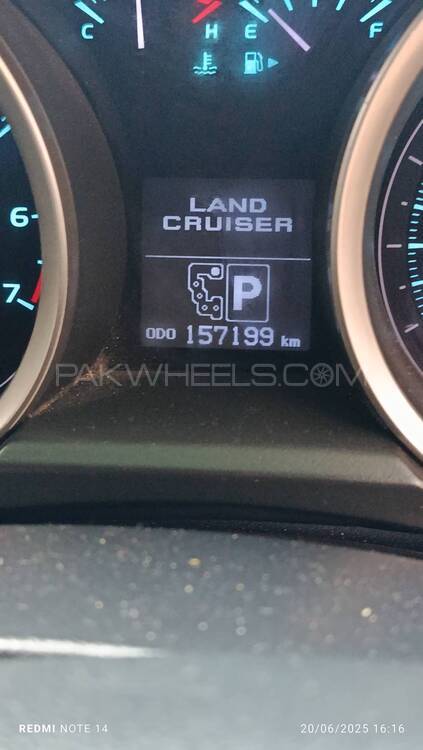 C H E F
LAND
CRUISER
6
P
7
ODO 157199 km
PAKWHEELS.COM
REDMI NOTE 14 20/06/2025 16:16